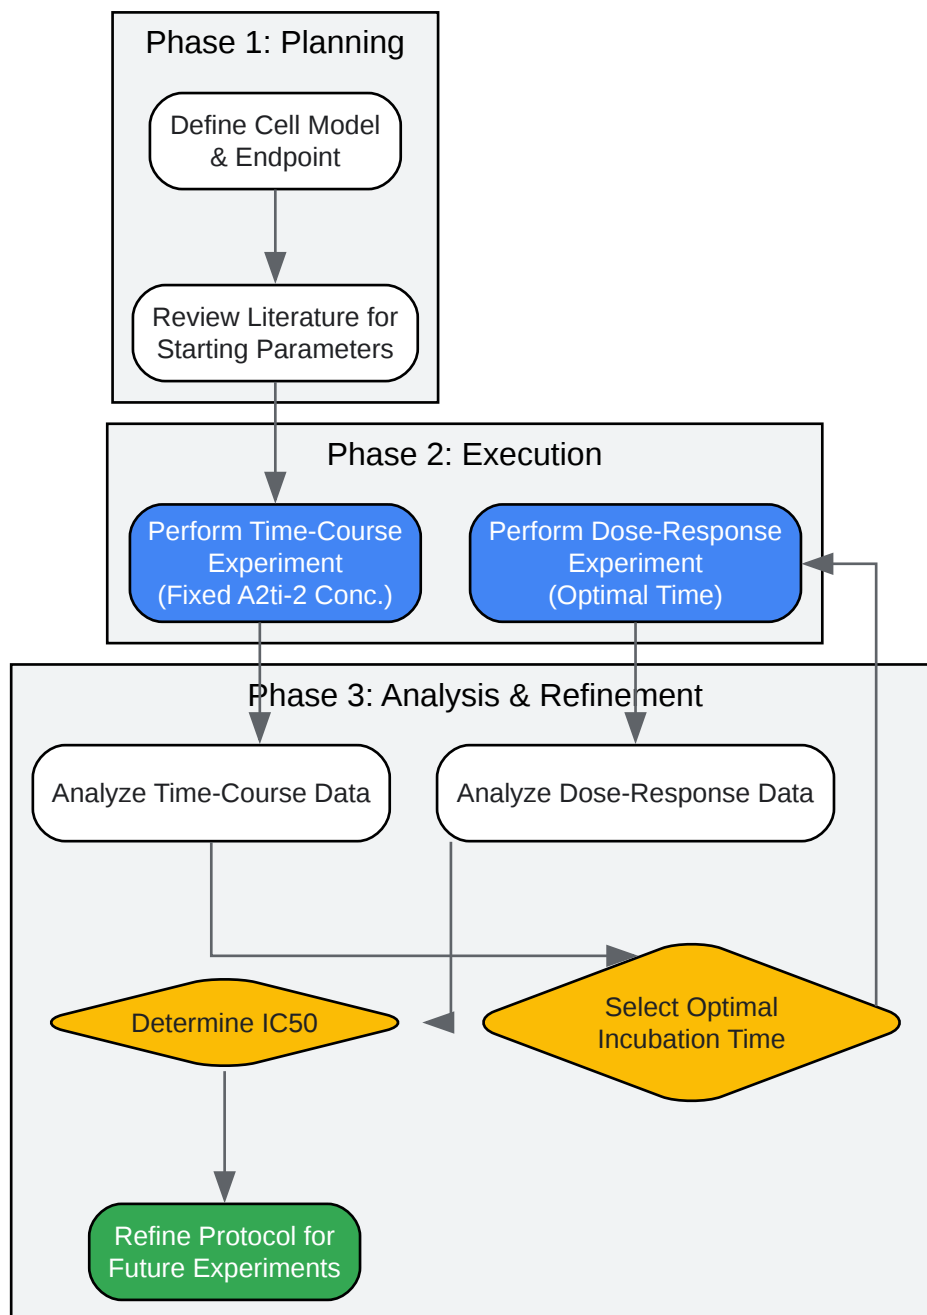 Phase 1: Planning
Define Cell Model
& Endpoint
Review Literature for
Starting Parameters
Phase 2: Execution
Perform Time-Course
Experiment
(Fixed A2ti-2 Conc.)
Perform Dose-Response
Experiment
(Optimal Time)
Phase 3: Analysis & Refinement
Analyze Time-Course Data
Analyze Dose-Response Data
Determine IC50
Select Optimal
Incubation Time
Refine Protocol for
Future Experiments